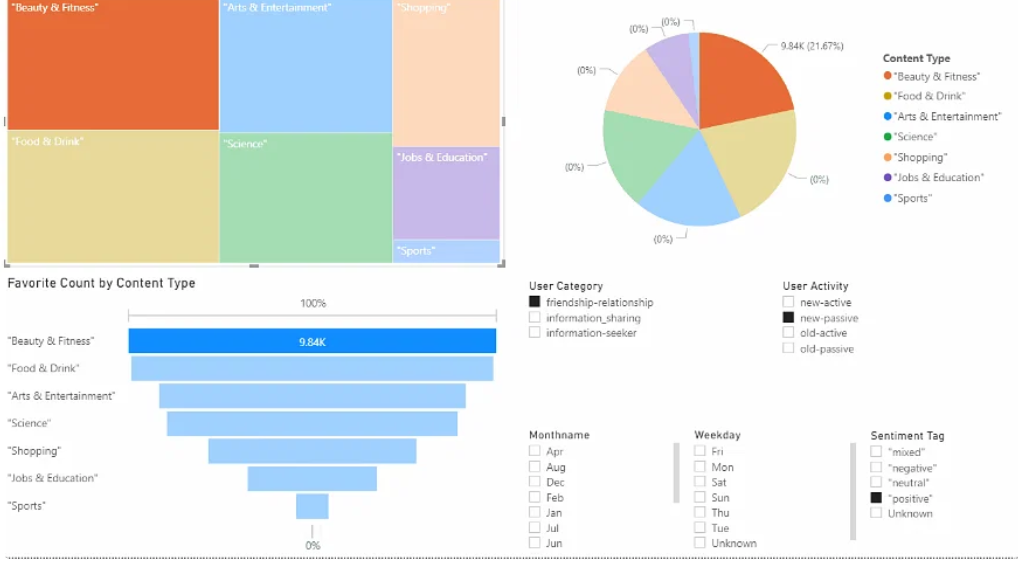 "Beauty & Fitness"
"Arts & Entertainment"
"Shopping"
"Food & Drink"
"Science"
"Jobs & Education"
"Sports"
(0%)
(0%)
(0%)
9.84K (21.67%)
(0%)
(0%)
(0%)
Content Type
"Beauty & Fitness"
"Food & Drink"
"Arts & Entertainment"
"Science"
"Shopping"
"Jobs & Education"
"Sports"
Favorite Count by Content Type
100%
"Beauty & Fitness"
9.84K
"Food & Drink"
"Arts & Entertainment"
"Science"
"Shopping"
"Jobs & Education"
"Sports"
0%
User Category
friendship-relationship
information_sharing
information-seeker
User Activity
new-active
new-passive
old-active
old-passive
Monthname
Apr
Aug
Dec
Feb
Jan
Jul
Jun
Weekday
Fri
Mon
Sat
Sun
Thu
Tue
Unknown
Sentiment Tag
"mixed"
"negative"
"neutral"
"positive"
Unknown